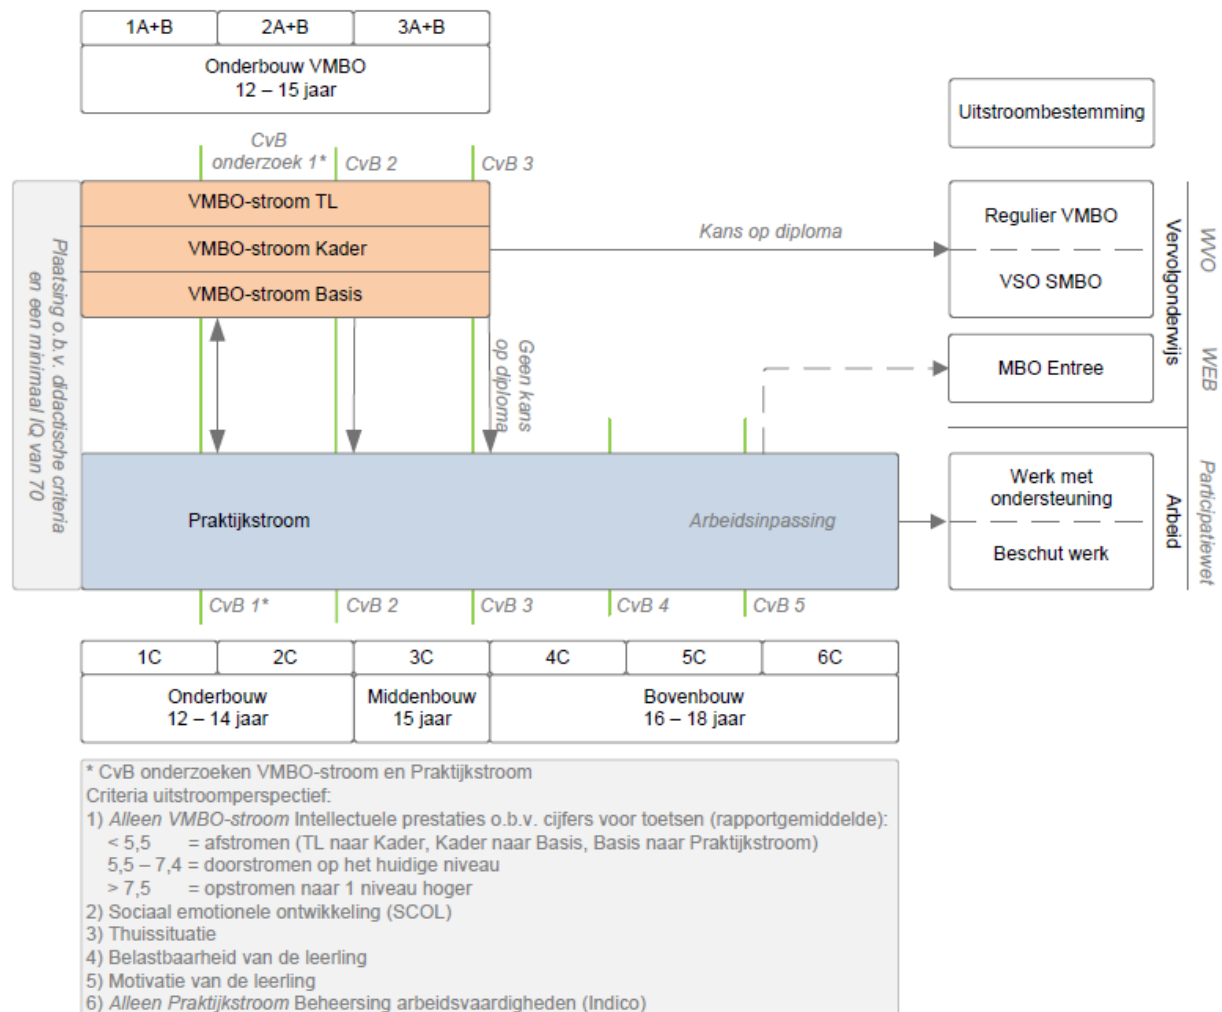 1A+B
2A+B
3A+B
Onderbouw VMBO
12 – 15 jaar
Uitstroombestemming
CvB
onderzoek 1*
CvB 2
CvB 3
Plaatsing o.b.v. didactische criteria
en een minimaal IQ van 70
VMBO-stroom TL
VMBO-stroom Kader
VMBO-stroom Basis
Kans op diploma
Regulier VMBO
VSO SMBO
Vervolgonderwijs
WVO
Geen kans
op diploma
MBO Entree
WEB
Praktijkstroom
Arbeidsinpassing
Werk met
ondersteuning
Beschut werk
Arbeid
Participatiewet
CvB 1*
CvB 2
CvB 3
CvB 4
CvB 5
1C
2C
3C
4C
5C
6C
Onderbouw
12 – 14 jaar
Middenbouw
15 jaar
Bovenbouw
16 – 18 jaar
* CvB onderzoeken VMBO-stroom en Praktijkstroom
Criteria uitstroomperspectief:
1) Alleen VMBO-stroom Intellectuele prestaties o.b.v. cijfers voor toetsen (rapportgemiddelde):
< 5,5 = afstromen (TL naar Kader, Kader naar Basis, Basis naar Praktijkstroom)
5,5 – 7,4 = doorstromen op het huidige niveau
> 7,5 = opstromen naar 1 niveau hoger
2) Sociaal emotionele ontwikkeling (SCOL)
3) Thuissituatie
4) Belastbaarheid van de leerling
5) Motivatie van de leerling
6) Alleen Praktijkstroom Beheersing arbeidsvaardigheden (Indico)